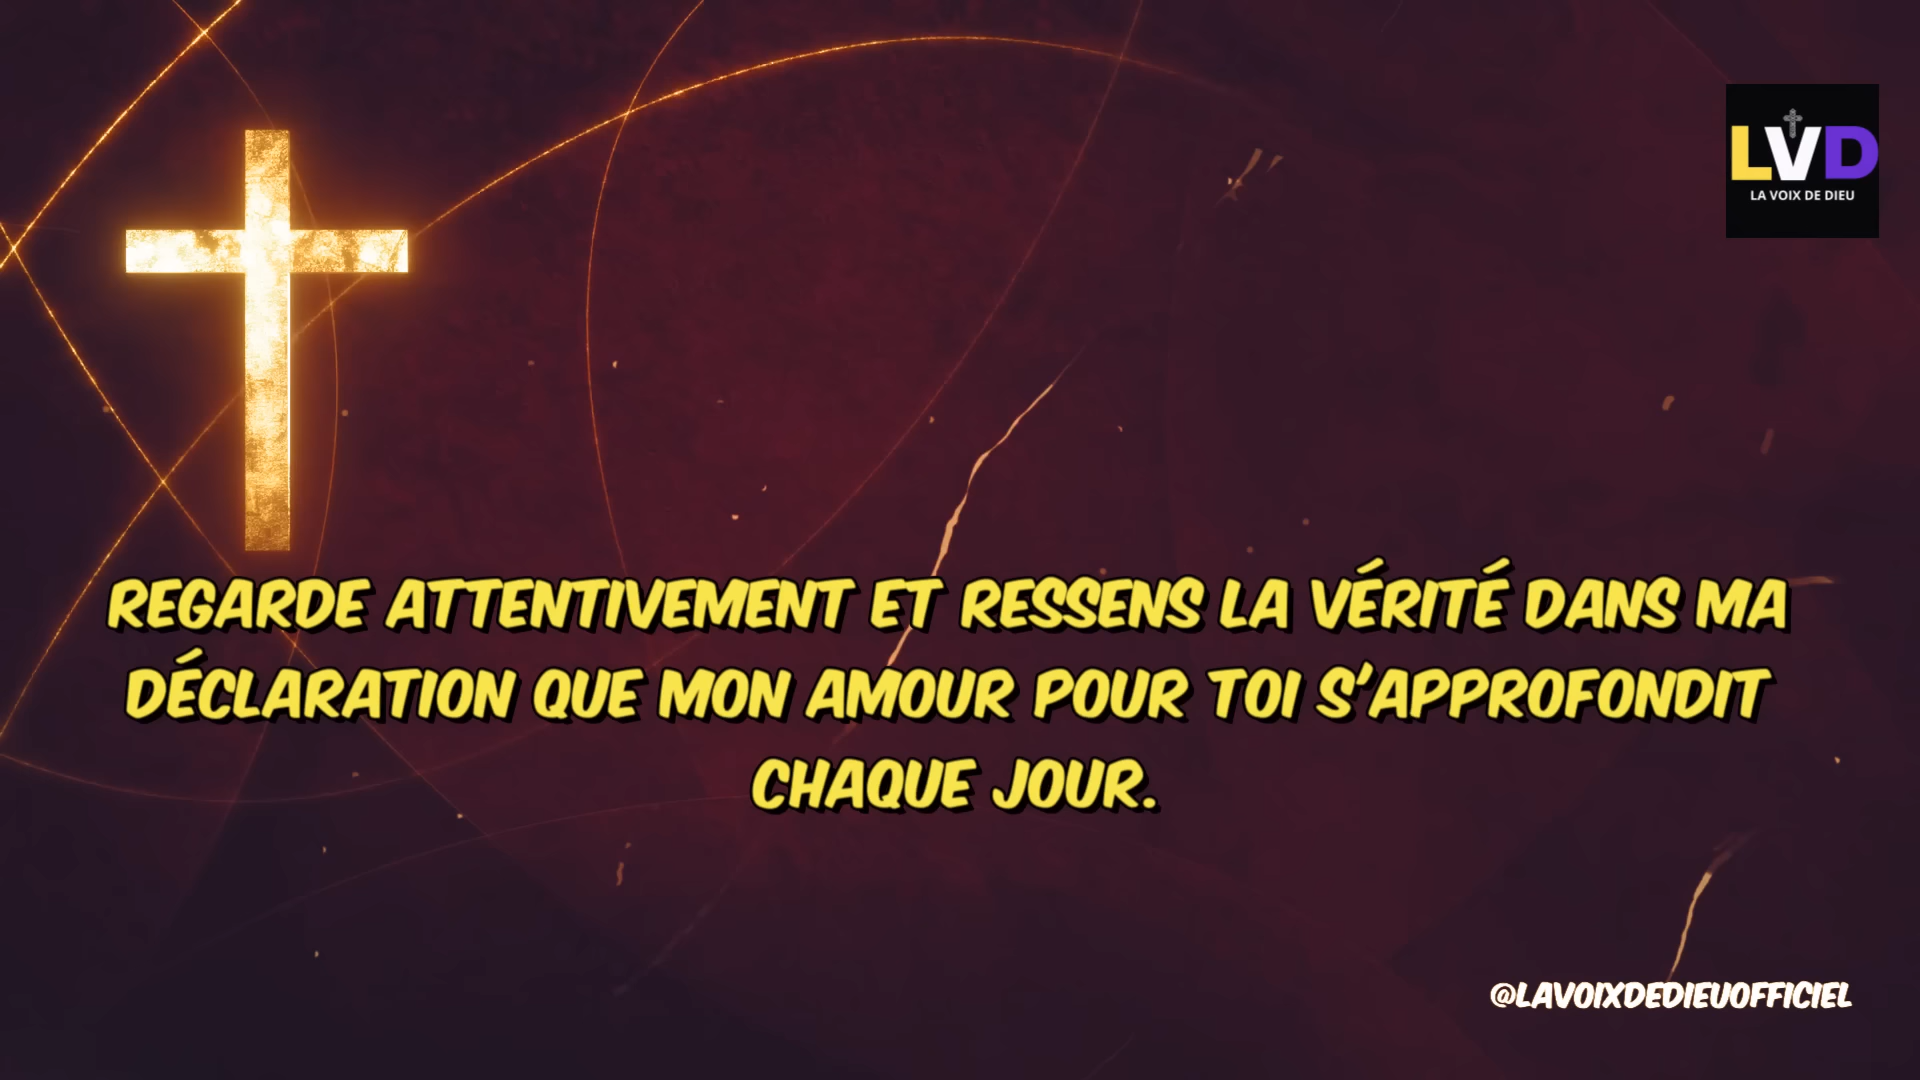 LVD
LA VOIX DE DIEU
REGARDE ATTENTIVEMENT ET RESSENS LA VÉRITÉ DANS MA
DÉCLARATION QUE MON AMOUR POUR TOI S'APPROFONDIT
CHAQUE JOUR.
@LAVOIXDEDIEUOFFICIEL